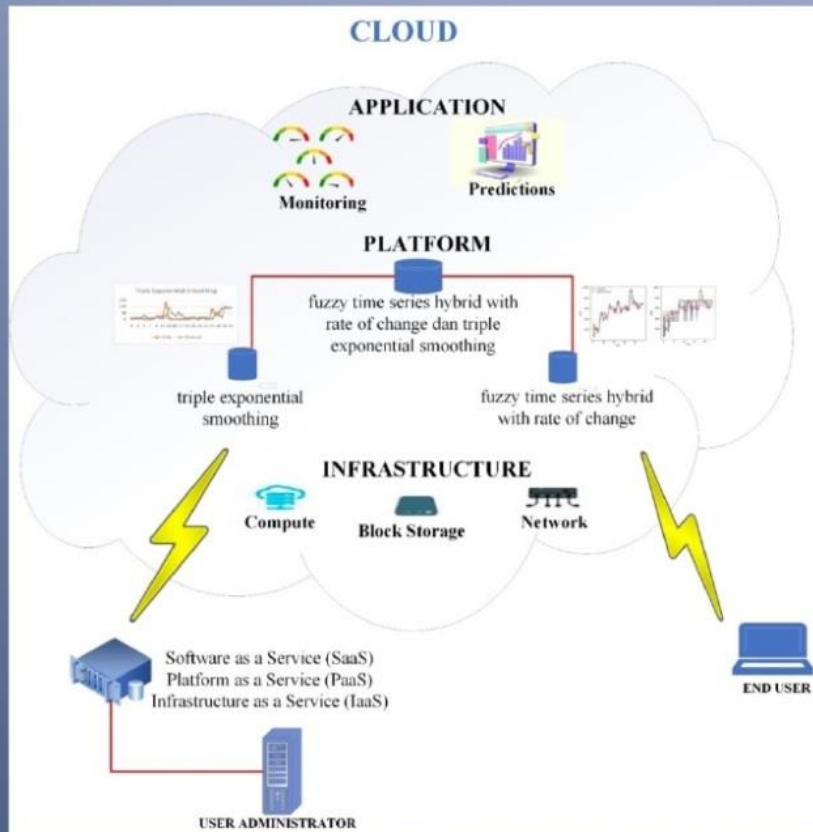 CLOUD
APPLICATION
Monitoring
Predictions
PLATFORM
fuzzy time series hybrid with
rate of change dan triple
exponential smoothing
triple exponential
smoothing
fuzzy time series hybrid
with rate of change
INFRASTRUCTURE
Compute
Block Storage
Network
Software as a Service (SaaS)
Platform as a Service (PaaS)
Infrastructure as a Service (IaaS)
END USER
USER ADMINISTRATOR